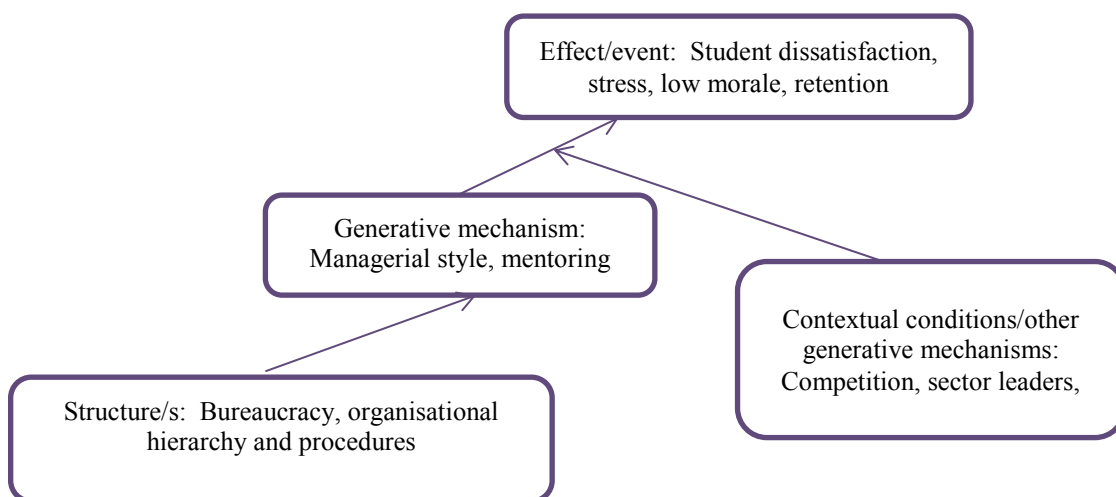 Effect/event: Student dissatisfaction,
stress, low morale, retention
Generative mechanism:
Managerial style, mentoring
Contextual conditions/other
generative mechanisms:
Competition, sector leaders,
Structure/s: Bureaucracy, organisational
hierarchy and procedures